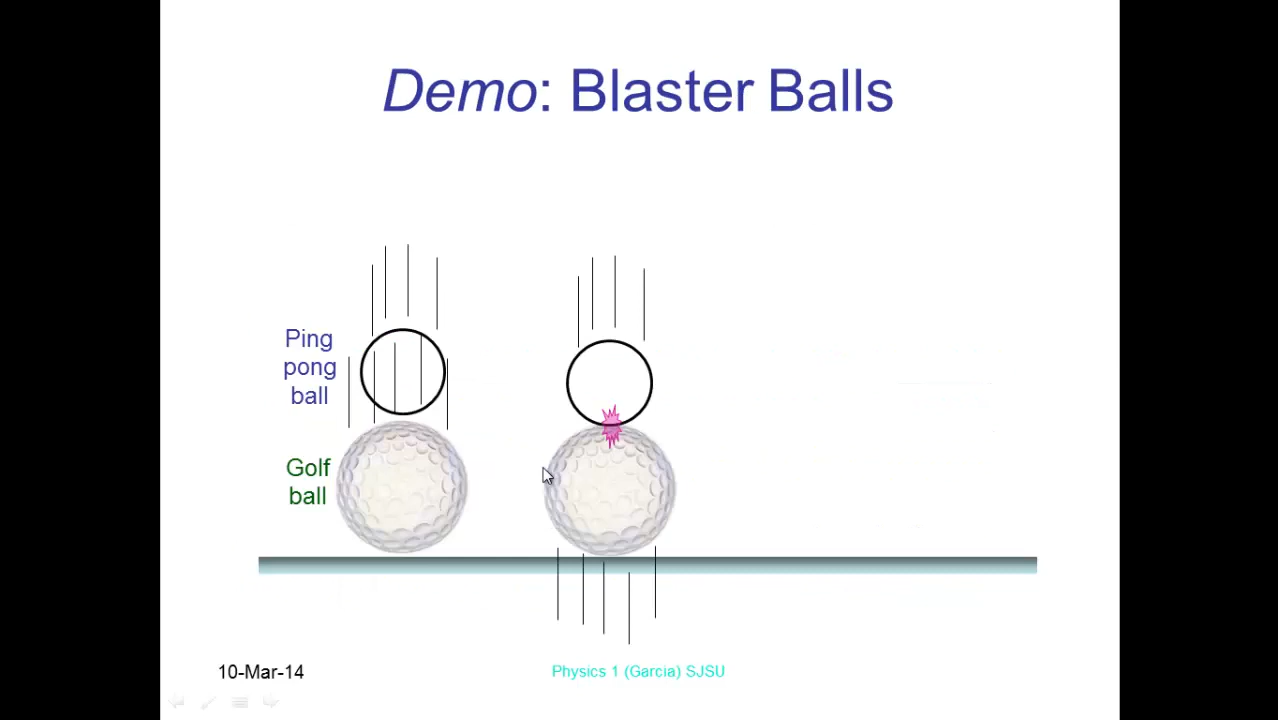 Demo: Blaster Balls
Ping
pong
ball
Golf
ball
10-Mar-14
Physics 1 (Garcia) SJSU